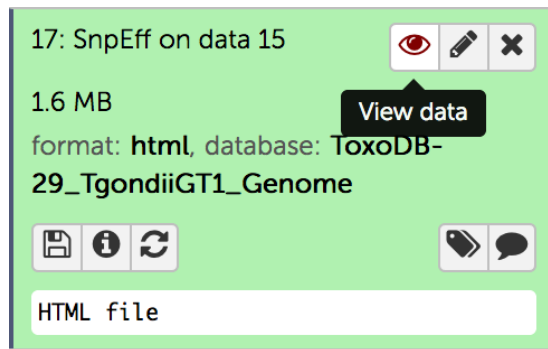 17: SnpEff on data 15
1.6 MB
View data
format: html, database: ToxoDB-
29_TgondiiGT1_Genome
HTML file